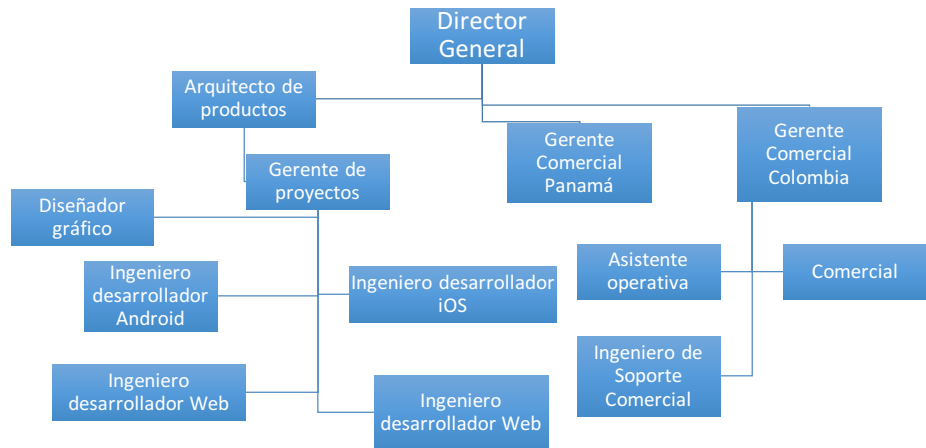 Director
General
Arquitecto de
productos
Gerente
Comercial
Panamá
Gerente
Comercial
Colombia
Gerente de
proyectos
Diseñador
gráfico
Asistente
operativa
Comercial
Ingeniero
desarrollador
Android
Ingeniero desarrollador
iOS
Ingeniero de
Soporte
Comercial
Ingeniero
desarrollador Web
Ingeniero
desarrollador Web